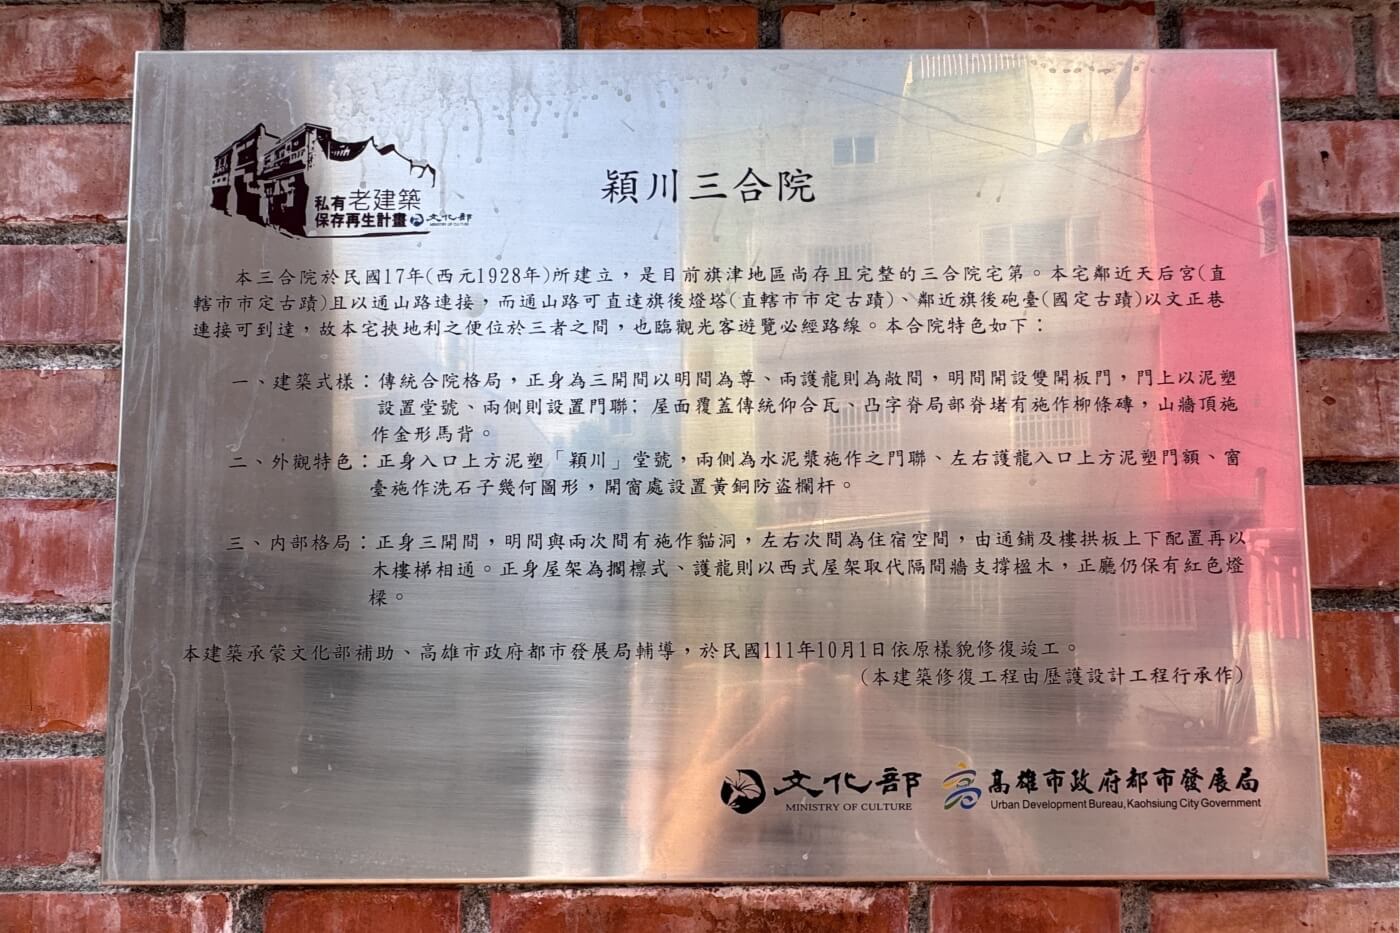 私有老建築
保存再生計畫 文化部
MINISTRY OF CULTURE
穎川三合院
本三合院於民國17年(西元1928年)所建立，是目前旗津地區尚存且完整的三合院宅第。本宅鄰近天后宮(直
轄市市定古蹟)且以通山路連接，而通山路可直達旗後燈塔(直轄市市定古蹟)、鄰近旗後砲臺(國定古蹟)以文正巷
連接可到達，故本宅挾地利之便位於三者之間，也臨觀光客遊覽必經路線。本合院特色如下：
一、建築式樣：傳統合院格局，正身為三開間以明間為尊、兩護龍則為敞間，明間開設雙開板門，門上以泥塑
設置堂號、兩側則設置門聯；屋面覆蓋傳統仰合瓦、凸字脊局部脊堵有施作柳條磚，山牆頂施
作金形馬背。
二、外觀特色：正身入口上方泥塑「穎川」堂號，兩側為水泥漿施作之門聯、左右護龍入口上方泥塑門額、窗
臺施作洗石子幾何圖形，開窗處設置黃銅防盜欄杆。
三、內部格局：正身三開間，明間與兩次間有施作貓洞，左右次間為住宿空間，由通鋪及樓拱板上下配置再以
木樓梯相通。正身屋架為擱檁式、護龍則以西式屋架取代隔間牆支撐楹木，正廳仍保有紅色燈
樑。
本建築承蒙文化部補助、高雄市政府都市發展局輔導，於民國111年10月1日依原樣貌修復竣工。
(本建築修復工程由歷護設計工程行承作)
文化部 高雄市政府都市發展局
MINISTRY OF CULTURE Urban Development Bureau, Kaohsiung City Government